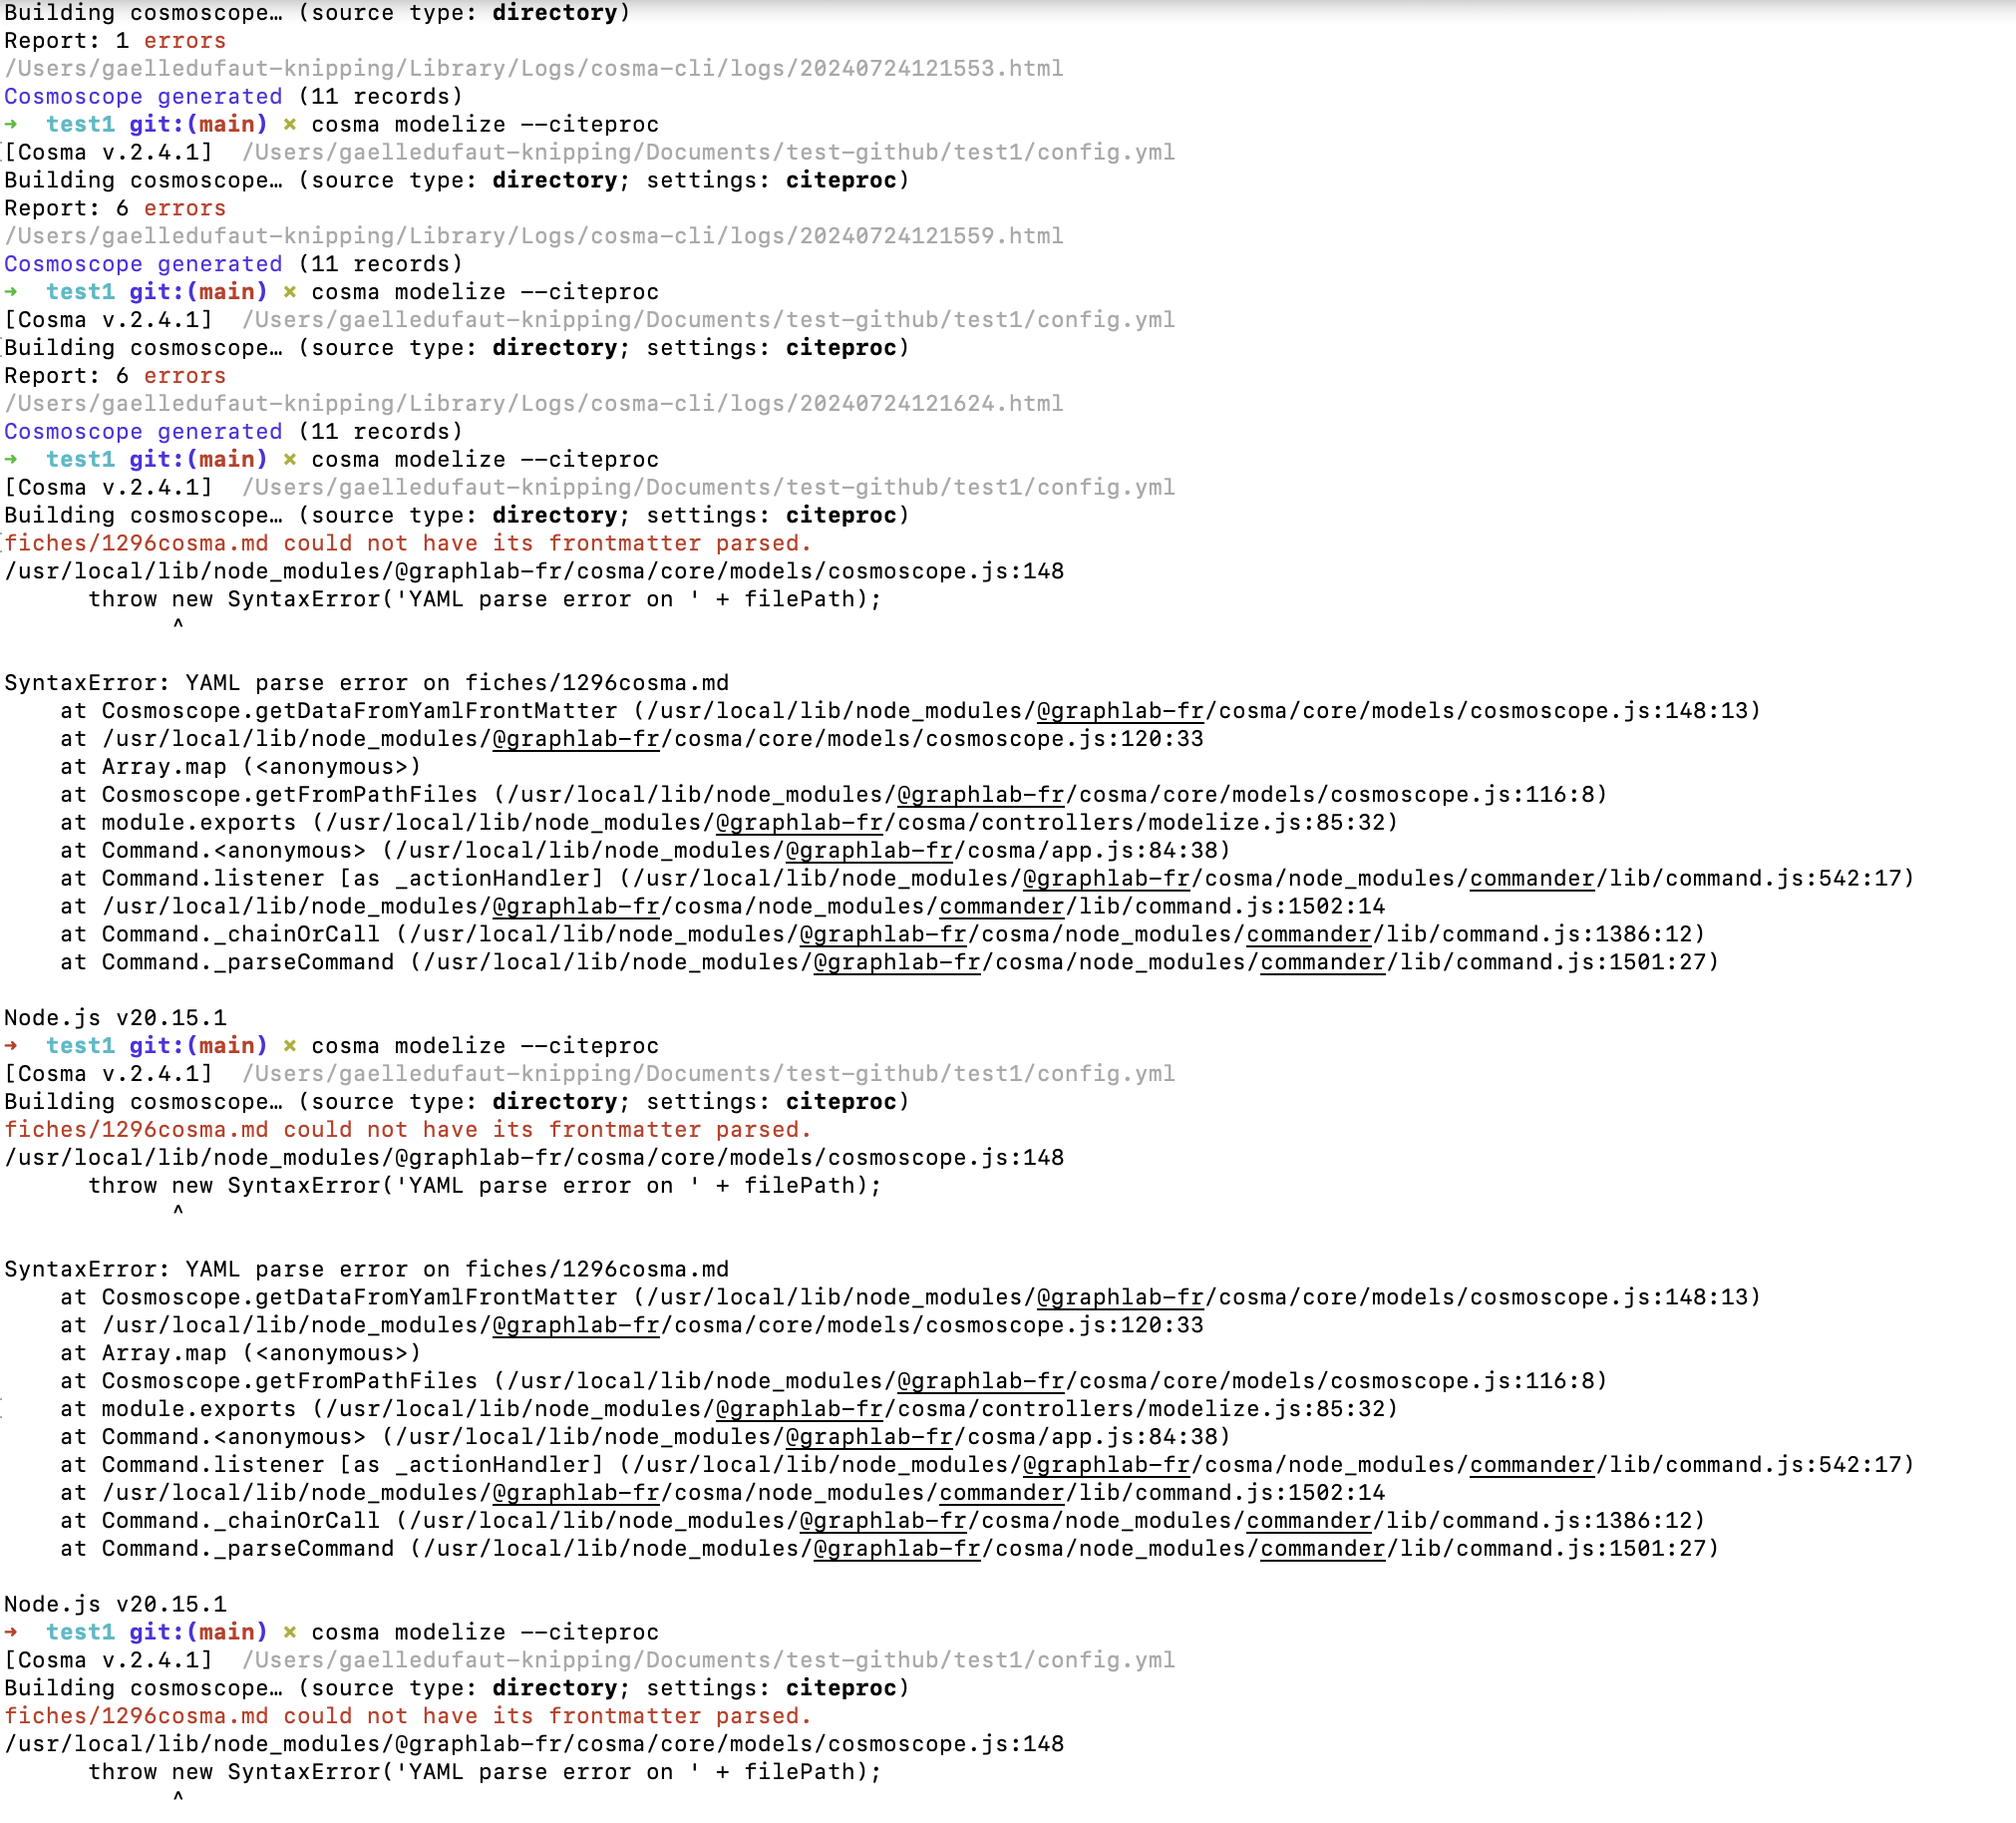 Building cosmoscope… (source type: directory)
Report: 1 errors
/Users/gaelledufaut-knipping/Library/Logs/cosma-cli/logs/20240724121553.html
Cosmoscope generated (11 records)
➜  test1 git:(main) ✗ cosma modelize --citeproc
[Cosma v.2.4.1]  /Users/gaelledufaut-knipping/Documents/test-github/test1/config.yml
Building cosmoscope… (source type: directory; settings: citeproc)
Report: 6 errors
/Users/gaelledufaut-knipping/Library/Logs/cosma-cli/logs/20240724121559.html
Cosmoscope generated (11 records)
➜  test1 git:(main) ✗ cosma modelize --citeproc
[Cosma v.2.4.1]  /Users/gaelledufaut-knipping/Documents/test-github/test1/config.yml
Building cosmoscope… (source type: directory; settings: citeproc)
Report: 6 errors
/Users/gaelledufaut-knipping/Library/Logs/cosma-cli/logs/20240724121624.html
Cosmoscope generated (11 records)
➜  test1 git:(main) ✗ cosma modelize --citeproc
[Cosma v.2.4.1]  /Users/gaelledufaut-knipping/Documents/test-github/test1/config.yml
Building cosmoscope… (source type: directory; settings: citeproc)
fiches/1296cosma.md could not have its frontmatter parsed.
/usr/local/lib/node_modules/@graphlab-fr/cosma/core/models/cosmoscope.js:148
      throw new SyntaxError('YAML parse error on ' + filePath);
            ^
SyntaxError: YAML parse error on fiches/1296cosma.md
    at Cosmoscope.getDataFromYamlFrontMatter (/usr/local/lib/node_modules/@graphlab-fr/cosma/core/models/cosmoscope.js:148:13)
    at /usr/local/lib/node_modules/@graphlab-fr/cosma/core/models/cosmoscope.js:120:33
    at Array.map (<anonymous>)
    at Cosmoscope.getFromPathFiles (/usr/local/lib/node_modules/@graphlab-fr/cosma/core/models/cosmoscope.js:116:8)
    at module.exports (/usr/local/lib/node_modules/@graphlab-fr/cosma/controllers/modelize.js:85:32)
    at Command.<anonymous> (/usr/local/lib/node_modules/@graphlab-fr/cosma/app.js:84:38)
    at Command.listener [as _actionHandler] (/usr/local/lib/node_modules/@graphlab-fr/cosma/node_modules/commander/lib/command.js:542:17)
    at /usr/local/lib/node_modules/@graphlab-fr/cosma/node_modules/commander/lib/command.js:1502:14
    at Command._chainOrCall (/usr/local/lib/node_modules/@graphlab-fr/cosma/node_modules/commander/lib/command.js:1386:12)
    at Command._parseCommand (/usr/local/lib/node_modules/@graphlab-fr/cosma/node_modules/commander/lib/command.js:1501:27)
Node.js v20.15.1
➜  test1 git:(main) ✗ cosma modelize --citeproc
[Cosma v.2.4.1]  /Users/gaelledufaut-knipping/Documents/test-github/test1/config.yml
Building cosmoscope… (source type: directory; settings: citeproc)
fiches/1296cosma.md could not have its frontmatter parsed.
/usr/local/lib/node_modules/@graphlab-fr/cosma/core/models/cosmoscope.js:148
      throw new SyntaxError('YAML parse error on ' + filePath);
            ^
SyntaxError: YAML parse error on fiches/1296cosma.md
    at Cosmoscope.getDataFromYamlFrontMatter (/usr/local/lib/node_modules/@graphlab-fr/cosma/core/models/cosmoscope.js:148:13)
    at /usr/local/lib/node_modules/@graphlab-fr/cosma/core/models/cosmoscope.js:120:33
    at Array.map (<anonymous>)
    at Cosmoscope.getFromPathFiles (/usr/local/lib/node_modules/@graphlab-fr/cosma/core/models/cosmoscope.js:116:8)
    at module.exports (/usr/local/lib/node_modules/@graphlab-fr/cosma/controllers/modelize.js:85:32)
    at Command.<anonymous> (/usr/local/lib/node_modules/@graphlab-fr/cosma/app.js:84:38)
    at Command.listener [as _actionHandler] (/usr/local/lib/node_modules/@graphlab-fr/cosma/node_modules/commander/lib/command.js:542:17)
    at /usr/local/lib/node_modules/@graphlab-fr/cosma/node_modules/commander/lib/command.js:1502:14
    at Command._chainOrCall (/usr/local/lib/node_modules/@graphlab-fr/cosma/node_modules/commander/lib/command.js:1386:12)
    at Command._parseCommand (/usr/local/lib/node_modules/@graphlab-fr/cosma/node_modules/commander/lib/command.js:1501:27)
Node.js v20.15.1
➜  test1 git:(main) ✗ cosma modelize --citeproc
[Cosma v.2.4.1]  /Users/gaelledufaut-knipping/Documents/test-github/test1/config.yml
Building cosmoscope… (source type: directory; settings: citeproc)
fiches/1296cosma.md could not have its frontmatter parsed.
/usr/local/lib/node_modules/@graphlab-fr/cosma/core/models/cosmoscope.js:148
      throw new SyntaxError('YAML parse error on ' + filePath);
            ^